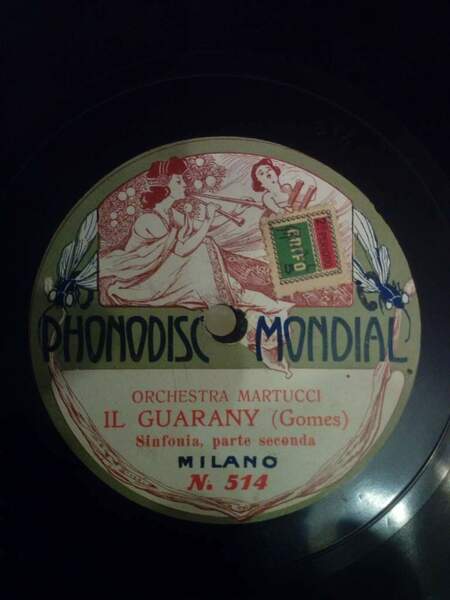 PHONODISC MONDIAL
ORCHESTRA MARTUCCI
IL GUARANY (Gomes)
Sinfonia, parte seconda
MILANO
N. 514